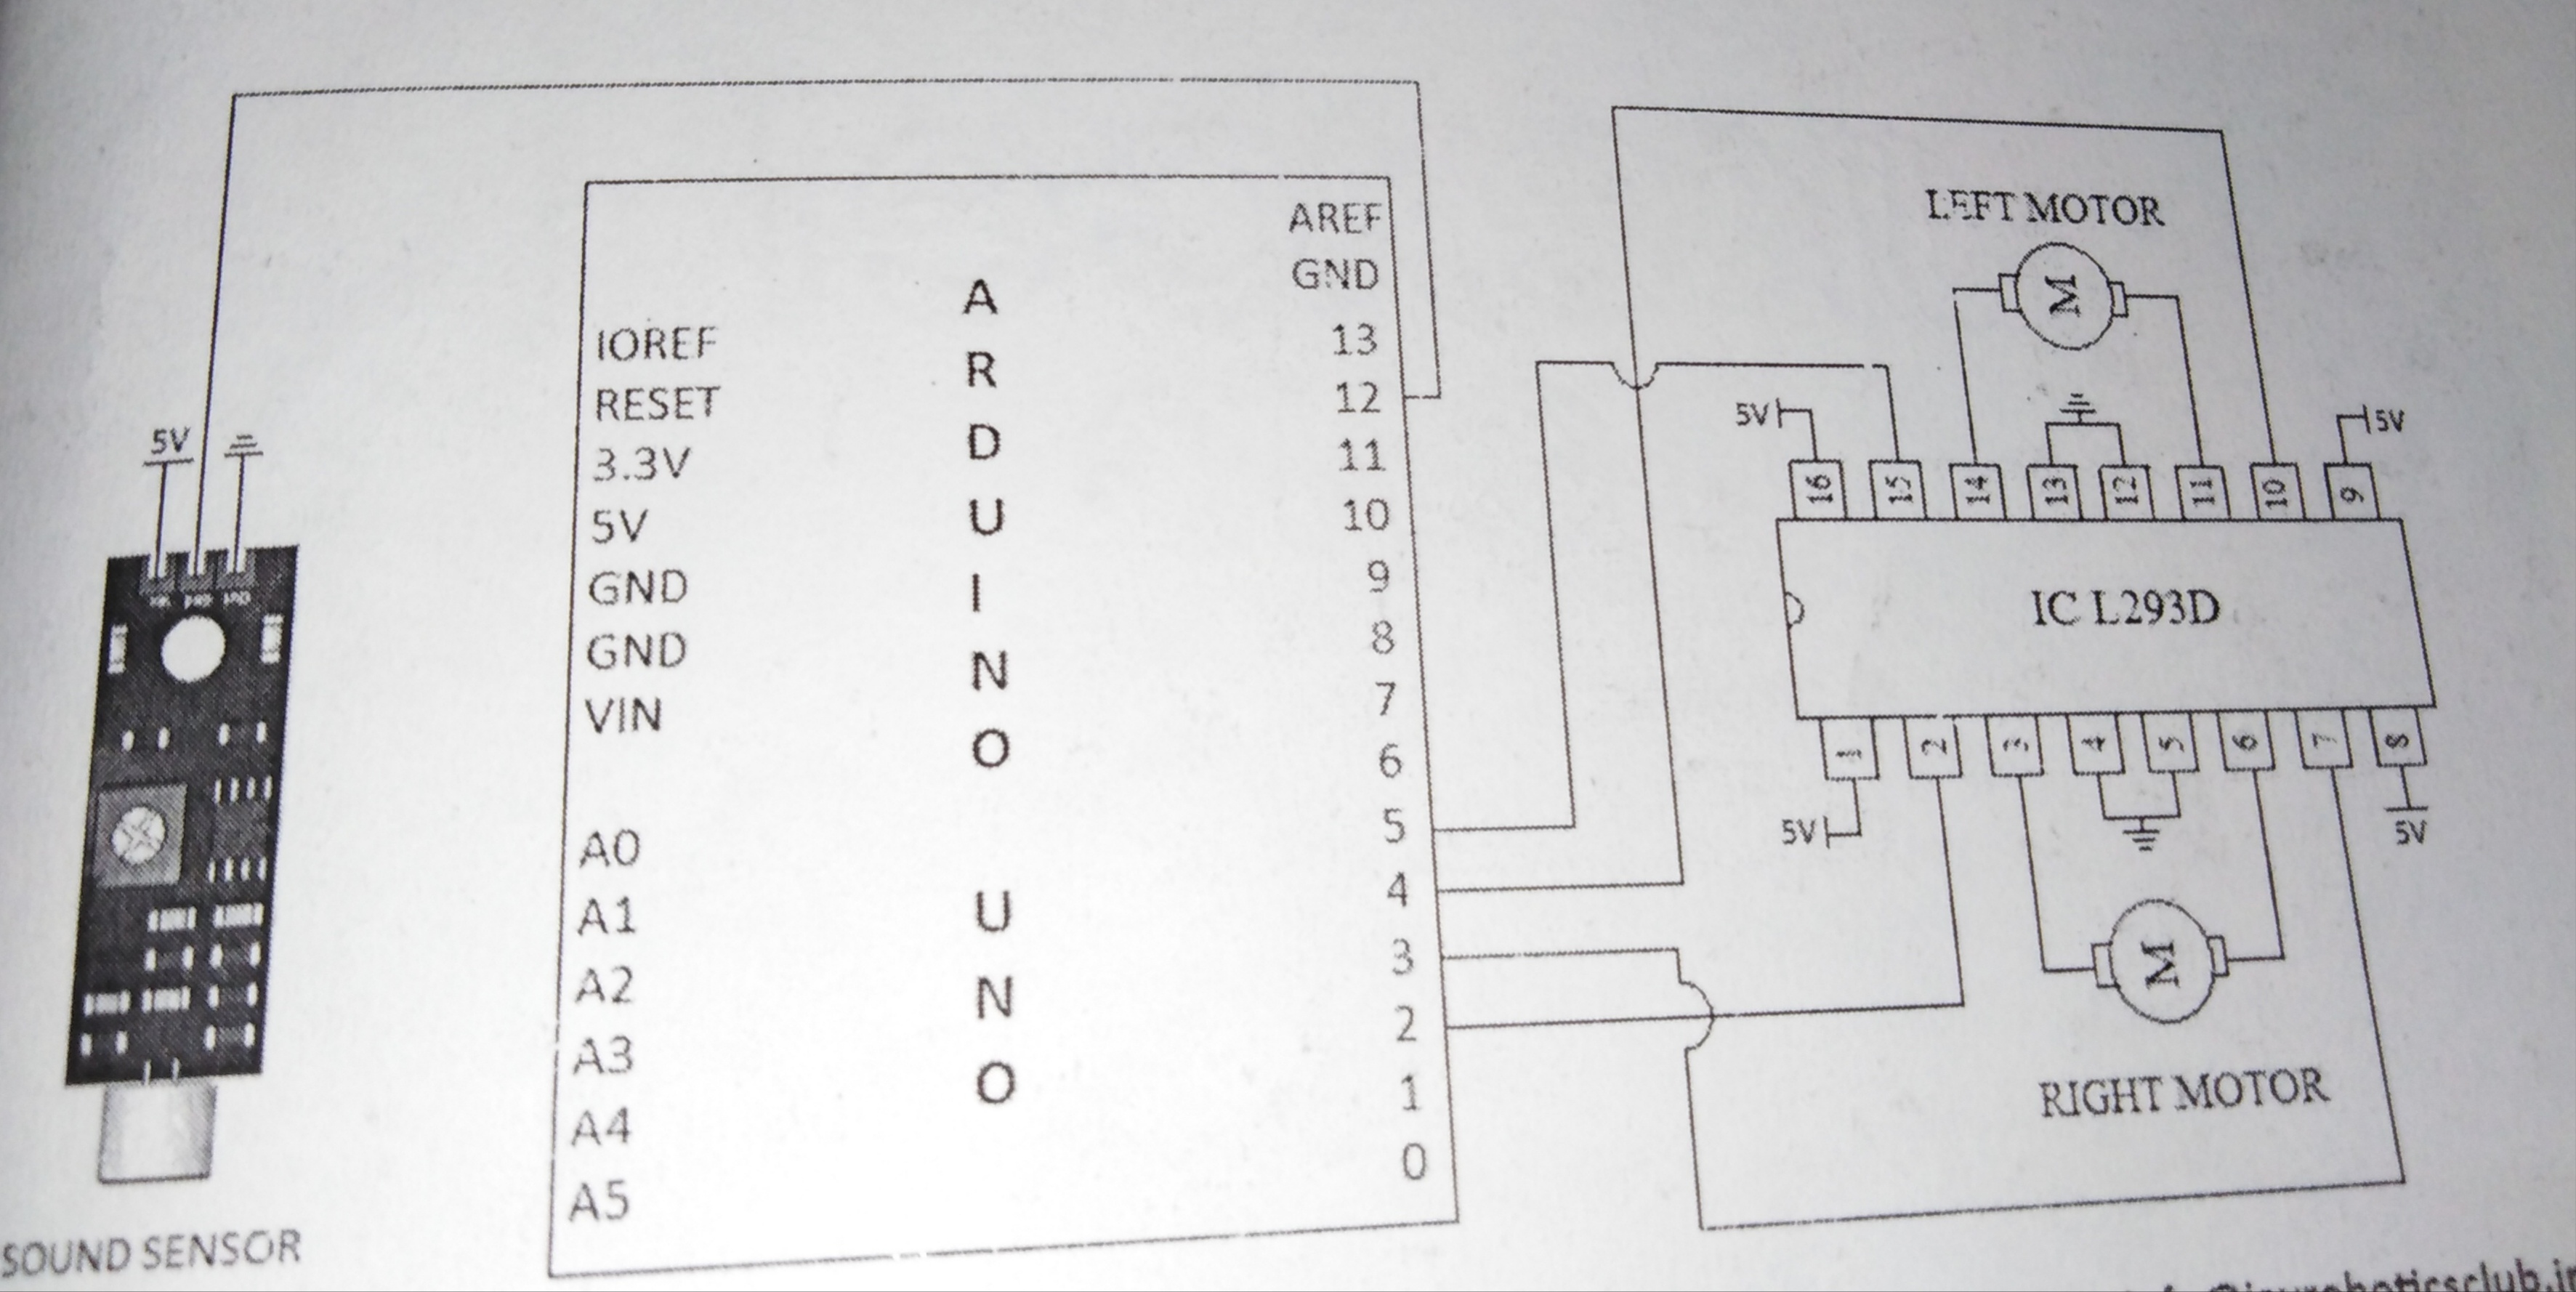 AREF
GND
13
12
11
10
9
8
7
6
5
4
3
2
1
0
IOREF
RESET
3.3V
5V
GND
GND
VIN
A0
A1
A2
A3
A4
A5
A
R
D
U
I
N
O
U
N
O
5V
SOUND SENSOR
LEFT MOTOR
M
5V
5V
16
15
14
13
12
11
10
9
IC L293D
1
2
3
4
5
6
7
8
5V
5V
M
RIGHT MOTOR